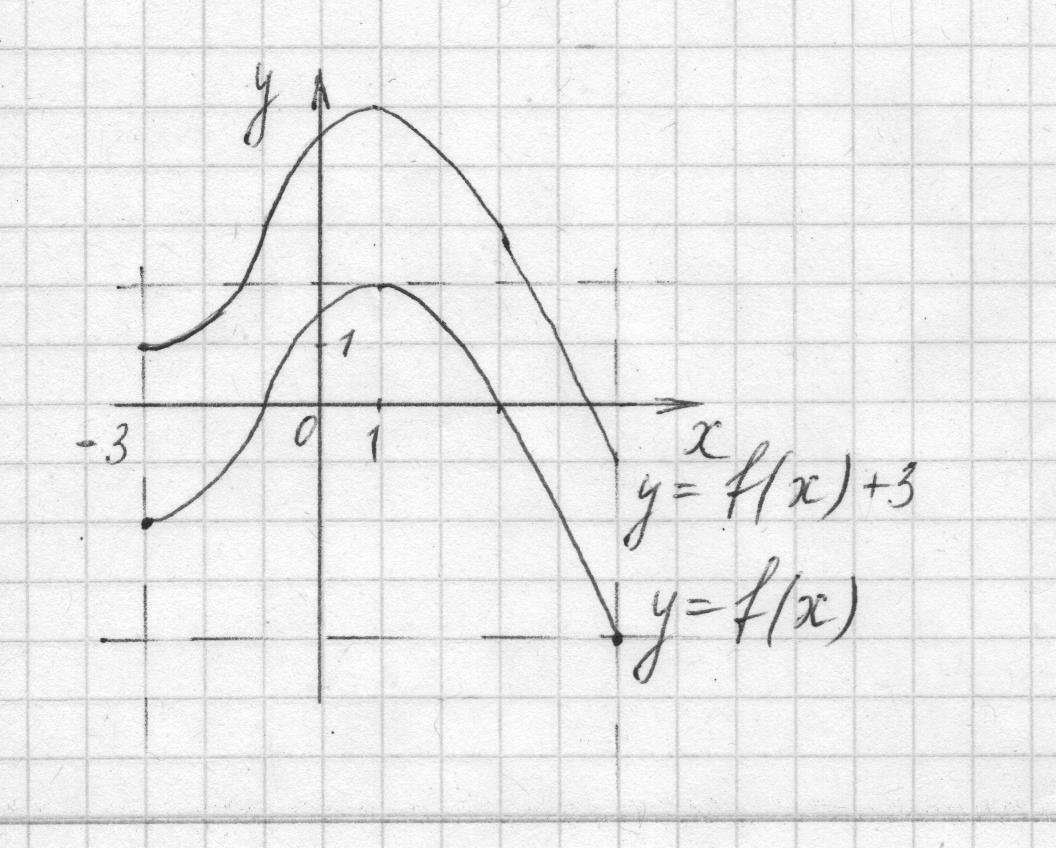 y
1
-3
0
1
x
y = f(x) +3
y = f(x)